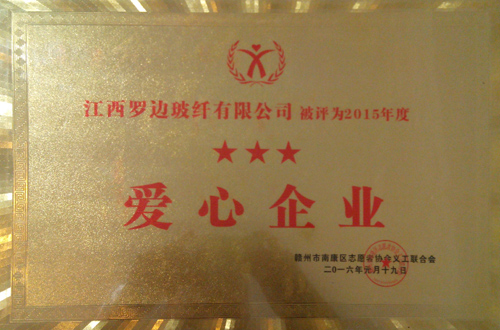 江西罗边玻纤有限公司 被评为2015年度
★★★
爱心企业
赣州市南康区志愿者协会义工联合会
二〇一六年元月十九日